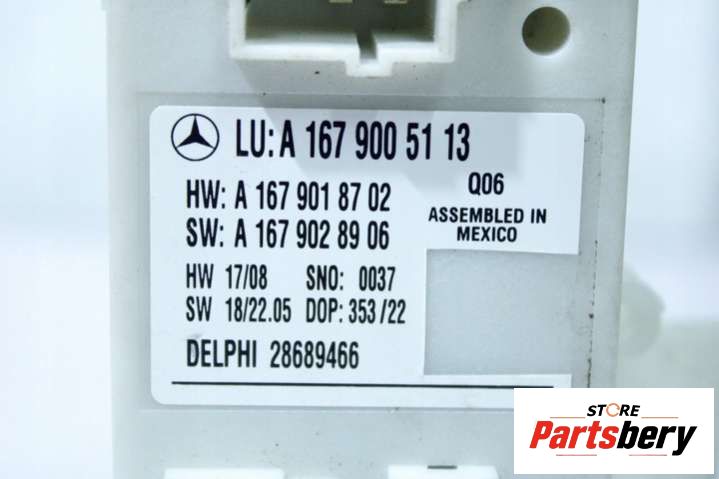 LU: A 167 900 51 13
HW: A 167 901 87 02
SW: A 167 902 89 06
Q06
ASSEMBLED IN
MEXICO
HW 17/08 SNO: 0037
SW 18/22.05 DOP: 353/22
DELPHI 28689466
STORE
Partsbery